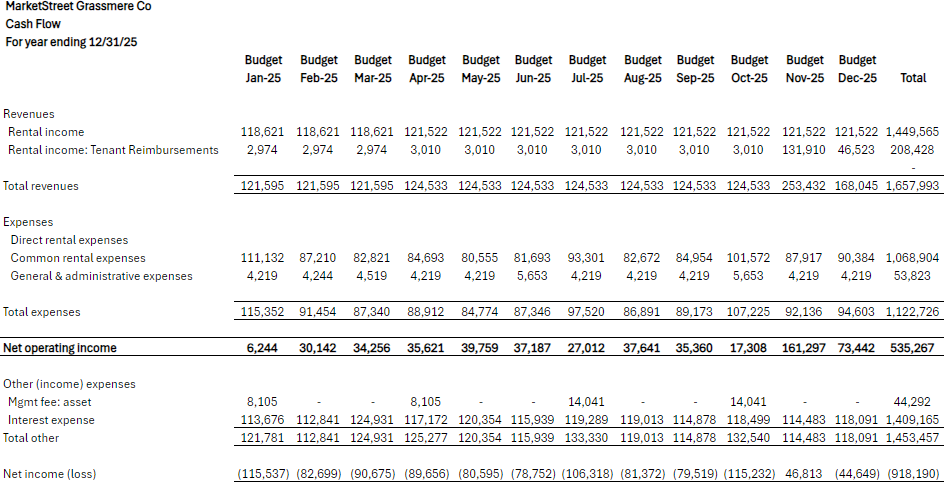 MarketStreet Grassmere Co
Cash Flow
For year ending 12/31/25
Budget Budget Budget Budget Budget Budget Budget Budget Budget Budget Budget Budget
Jan-25 Feb-25 Mar-25 Apr-25 May-25 Jun-25 Jul-25 Aug-25 Sep-25 Oct-25 Nov-25 Dec-25 Total
Revenues
Rental income 118,621 118,621 118,621 121,522 121,522 121,522 121,522 121,522 121,522 121,522 121,522 121,522 1,449,565
Rental income: Tenant Reimbursements 2,974 2,974 2,974 3,010 3,010 3,010 3,010 3,010 3,010 3,010 131,910 46,523 208,428
-
Total revenues 121,595 121,595 121,595 124,533 124,533 124,533 124,533 124,533 124,533 124,533 253,432 168,045 1,657,993
Expenses
Direct rental expenses
Common rental expenses 111,132 87,210 82,821 84,693 80,555 81,693 93,301 82,672 84,954 101,572 87,917 90,384 1,068,904
General & administrative expenses 4,219 4,244 4,519 4,219 4,219 5,653 4,219 4,219 4,219 5,653 4,219 4,219 53,823
Total expenses 115,352 91,454 87,340 88,912 84,774 87,346 97,520 86,891 89,173 107,225 92,136 94,603 1,122,726
Net operating income 6,244 30,142 34,256 35,621 39,759 37,187 27,012 37,641 35,360 17,308 161,297 73,442 535,267
Other (income) expenses
Mgmt fee: asset 8,105 - - 8,105 - - 14,041 - - 14,041 - - 44,292
Interest expense 113,676 112,841 124,931 117,172 120,354 115,939 119,289 119,013 114,878 118,499 114,483 118,091 1,409,165
Total other 121,781 112,841 124,931 125,277 120,354 115,939 133,330 119,013 114,878 132,540 114,483 118,091 1,453,457
Net income (loss) (115,537) (82,699) (90,675) (89,656) (80,595) (78,752) (106,318) (81,372) (79,519) (115,232) 46,813 (44,649) (918,190)